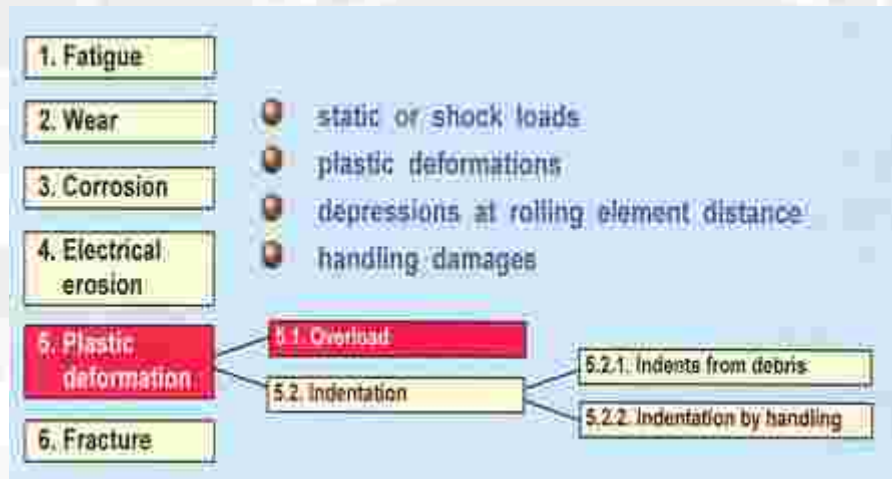 1. Fatigue
2. Wear
3. Corrosion
4. Electrical
erosion
5. Plastic
deformation
6. Fracture
static or shock loads
plastic deformations
depressions at rolling element distance
handling damages
5.1. Overload
5.2. Indentation
5.2.1. Indents from debris
5.2.2. Indentation by handling